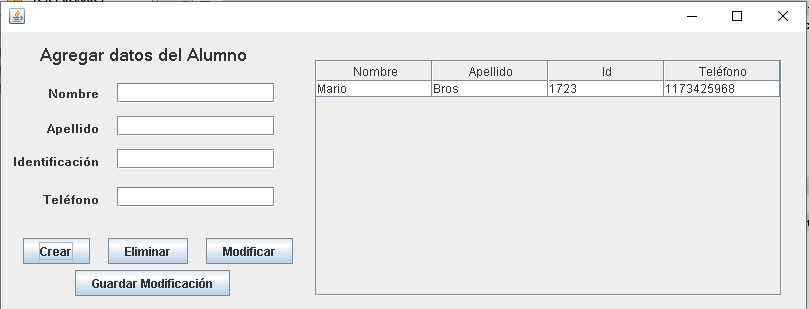 Agregar datos del Alumno
Nombre
Apellido
Identificación
Teléfono
Crear Eliminar Modificar
Guardar Modificación
Nombre Apellido Id Teléfono
Mario Bros 1723 1173425968